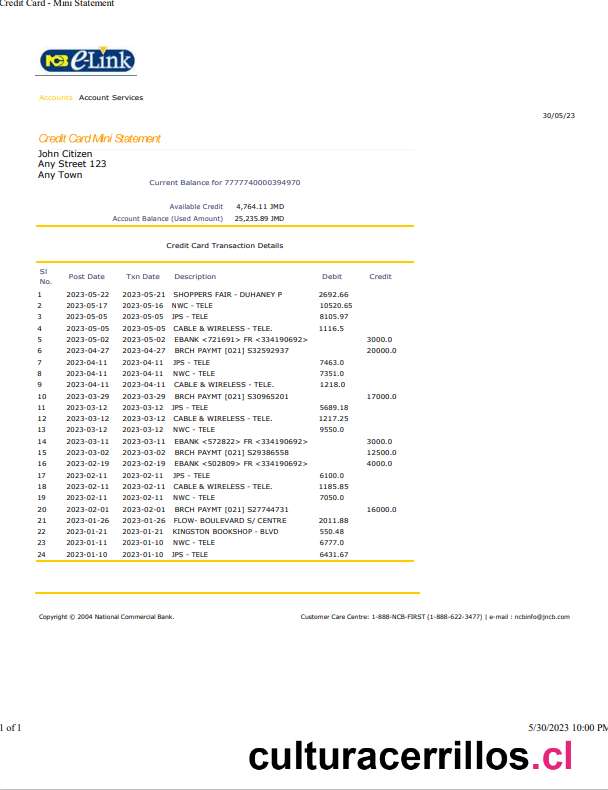 Credit Card - Mini Statement
NCB e-Link
Accounts Account Services
30/05/23
Credit Card Mini Statement
John Citizen
Any Street 123
Any Town
Current Balance for 7777740000394970
Available Credit 4,764.11 JMD
Account Balance (Used Amount) 25,235.89 JMD
Credit Card Transaction Details
Sl No. Post Date Txn Date Description Debit Credit
1 2023-05-22 2023-05-21 SHOPPERS FAIR - DUHANEY P 2692.66
2 2023-05-17 2023-05-16 NWC - TELE 10520.65
3 2023-05-05 2023-05-05 JPS - TELE 8105.97
4 2023-05-05 2023-05-05 CABLE & WIRELESS - TELE. 1116.5
5 2023-05-02 2023-05-02 EBANK <721691> FR <334190692> 3000.0
6 2023-04-27 2023-04-27 BRCH PAYMT [021] S32592937 20000.0
7 2023-04-11 2023-04-11 JPS - TELE 7463.0
8 2023-04-11 2023-04-11 NWC - TELE 7351.0
9 2023-04-11 2023-04-11 CABLE & WIRELESS - TELE. 1218.0
10 2023-03-29 2023-03-29 BRCH PAYMT [021] S30965201 17000.0
11 2023-03-12 2023-03-12 JPS - TELE 5689.18
12 2023-03-12 2023-03-12 CABLE & WIRELESS - TELE. 1217.25
13 2023-03-12 2023-03-12 NWC - TELE 9550.0
14 2023-03-11 2023-03-11 EBANK <572822> FR <334190692> 3000.0
15 2023-03-02 2023-03-02 BRCH PAYMT [021] S29386558 12500.0
16 2023-02-19 2023-02-19 EBANK <502809> FR <334190692> 4000.0
17 2023-02-11 2023-02-11 JPS - TELE 6100.0
18 2023-02-11 2023-02-11 CABLE & WIRELESS - TELE. 1185.85
19 2023-02-11 2023-02-11 NWC - TELE 7050.0
20 2023-02-01 2023-02-01 BRCH PAYMT [021] S27744731 16000.0
21 2023-01-26 2023-01-26 FLOW- BOULEVARD S/ CENTRE 2011.88
22 2023-01-21 2023-01-21 KINGSTON BOOKSHOP - BLVD 550.48
23 2023-01-11 2023-01-10 NWC - TELE 6777.0
24 2023-01-10 2023-01-10 JPS - TELE 6431.67
Copyright © 2004 National Commercial Bank. Customer Care Centre: 1-888-NCB-FIRST (1-888-622-3477) | e-mail : ncbinfo@jncb.com
1 of 1 5/30/2023 10:00 PM
culturacerrillos.cl